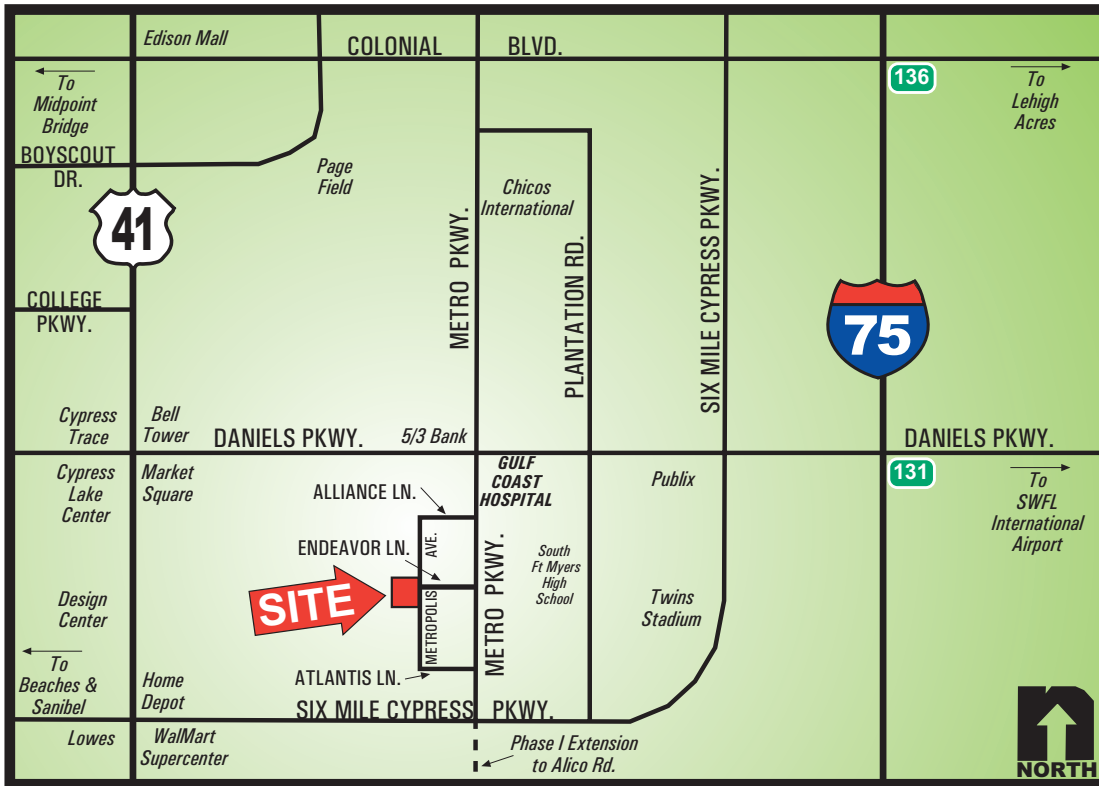 Edison Mall
COLONIAL BLVD.
136
To
Midpoint
Bridge
To
Lehigh
Acres
BOYSCOUT
DR.
Page
Field
Chicos
International
41
METRO PKWY.
PLANTATION RD.
SIX MILE CYPRESS PKWY.
75
COLLEGE
PKWY.
Cypress
Trace
Bell
Tower
DANIELS PKWY.
5/3 Bank
DANIELS PKWY.
Cypress
Lake
Center
Market
Square
GULF
COAST
HOSPITAL
Publix
131
To
SWFL
International
Airport
ALLIANCE LN.
ENDEAVOR LN.
METROPOLIS AVE.
METRO PKWY.
South
Ft Myers
High
School
SITE
Design
Center
Twins
Stadium
To
Beaches &
Sanibel
Home
Depot
ATLANTIS LN.
SIX MILE CYPRESS PKWY.
Lowes
WalMart
Supercenter
Phase I Extension
to Alico Rd.
n
NORTH